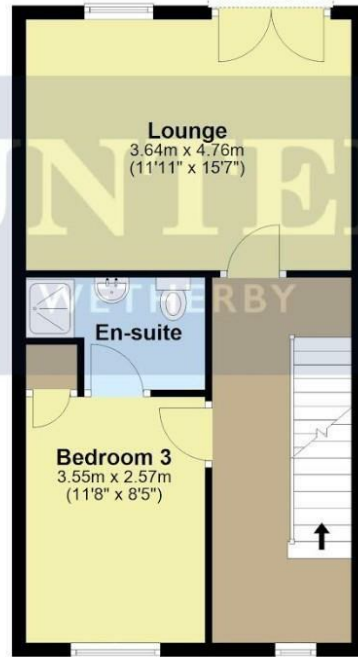 Lounge
3.64m x 4.76m
(11'11" x 15'7")
UNTE
WETHERBY
En-suite
Bedroom 3
3.55m x 2.57m
(11'8" x 8'5")